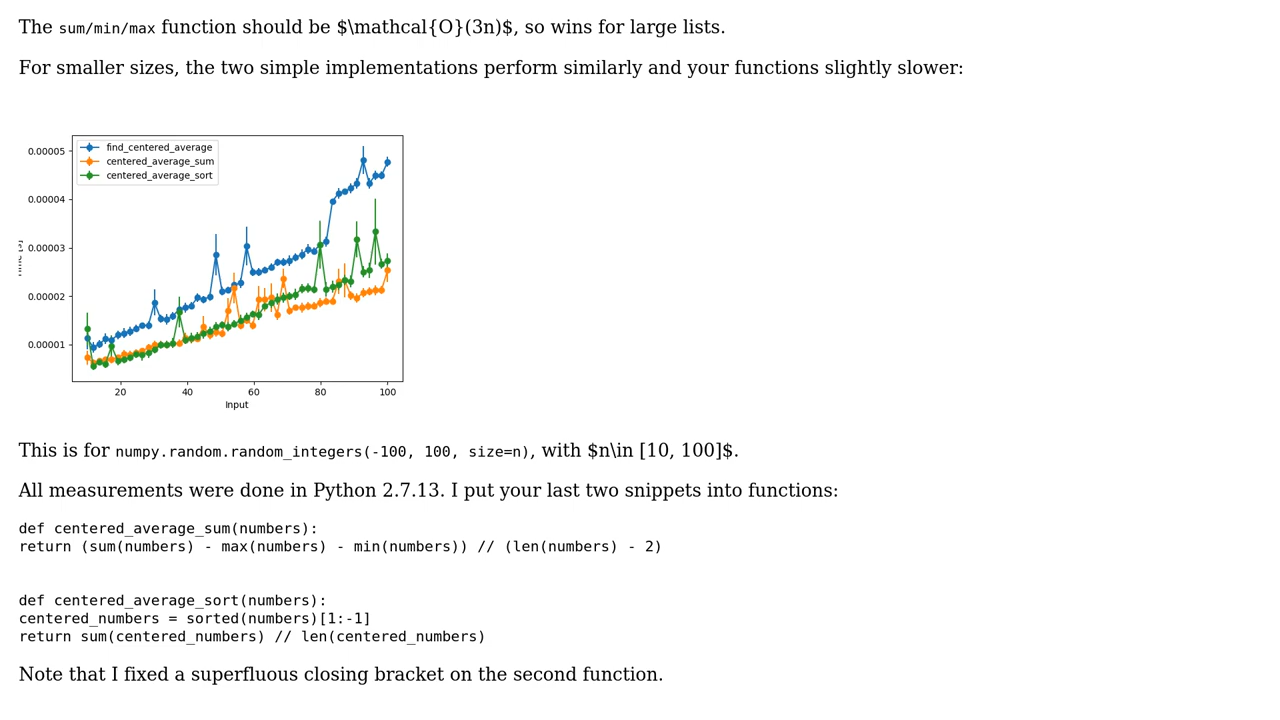 The sum/min/max function should be $\mathcal{O}(3n)$, so wins for large lists.
For smaller sizes, the two simple implementations perform similarly and your functions slightly slower:
find_centered_average
centered_average_sum
centered_average_sort
0.00005
0.00004
0.00003
0.00002
0.00001
20 40 60 80 100
Input
This is for numpy.random.random_integers(-100, 100, size=n), with $n\in [10, 100]$.
All measurements were done in Python 2.7.13. I put your last two snippets into functions:
def centered_average_sum(numbers):
return (sum(numbers) - max(numbers) - min(numbers)) // (len(numbers) - 2)
def centered_average_sort(numbers):
centered_numbers = sorted(numbers)[1:-1]
return sum(centered_numbers) // len(centered_numbers)
Note that I fixed a superfluous closing bracket on the second function.